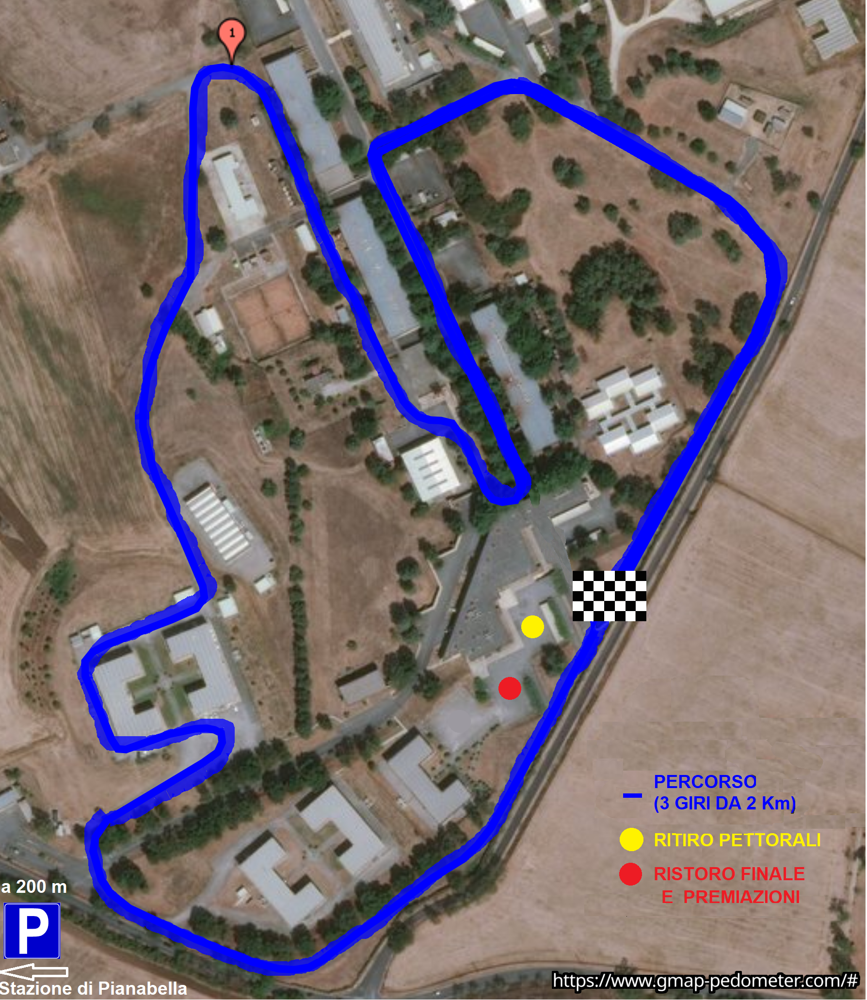 1
PERCORSO
(3 GIRI DA 2 Km)
RITIRO PETTORALI
RISTORO FINALE
E PREMIAZIONI
a 200 m
P
Stazione di Pianabella
https://www.gmap-pedometer.com/#